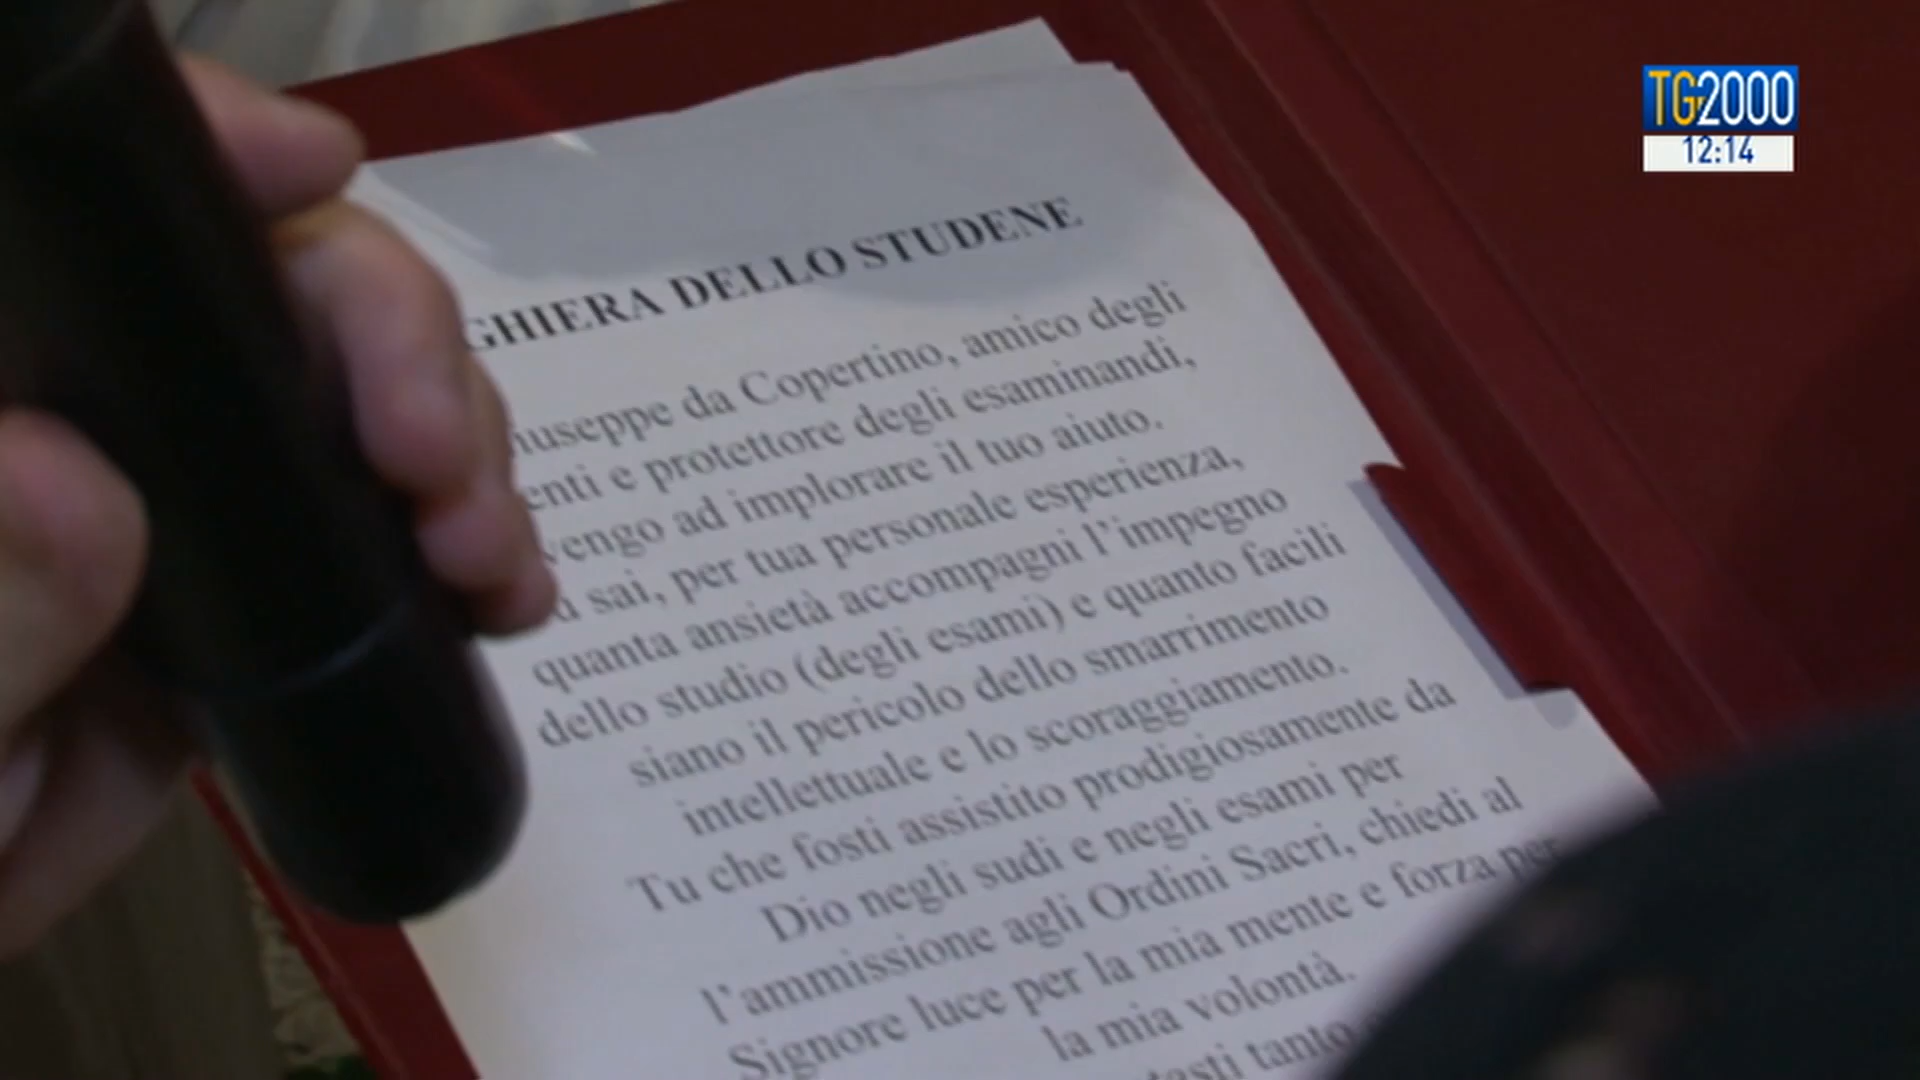 TG2000
12:14
GHIERA DELLO STUDENE
iuseppe da Copertino, amico degli
enti e protettore degli esaminandi,
vengo ad implorare il tuo aiuto.
sai, per tua personale esperienza,
quanta ansietà accompagni l'impegno
dello studio (degli esami) e quanto facili
siano il pericolo dello smarrimento
intellettuale e lo scoraggiamento.
Tu che fosti assistito prodigiosamente da
Dio negli sudi e negli esami per
l'ammissione agli Ordini Sacri, chiedi al
Signore luce per la mia mente e forza per
la mia volontà.
tanto